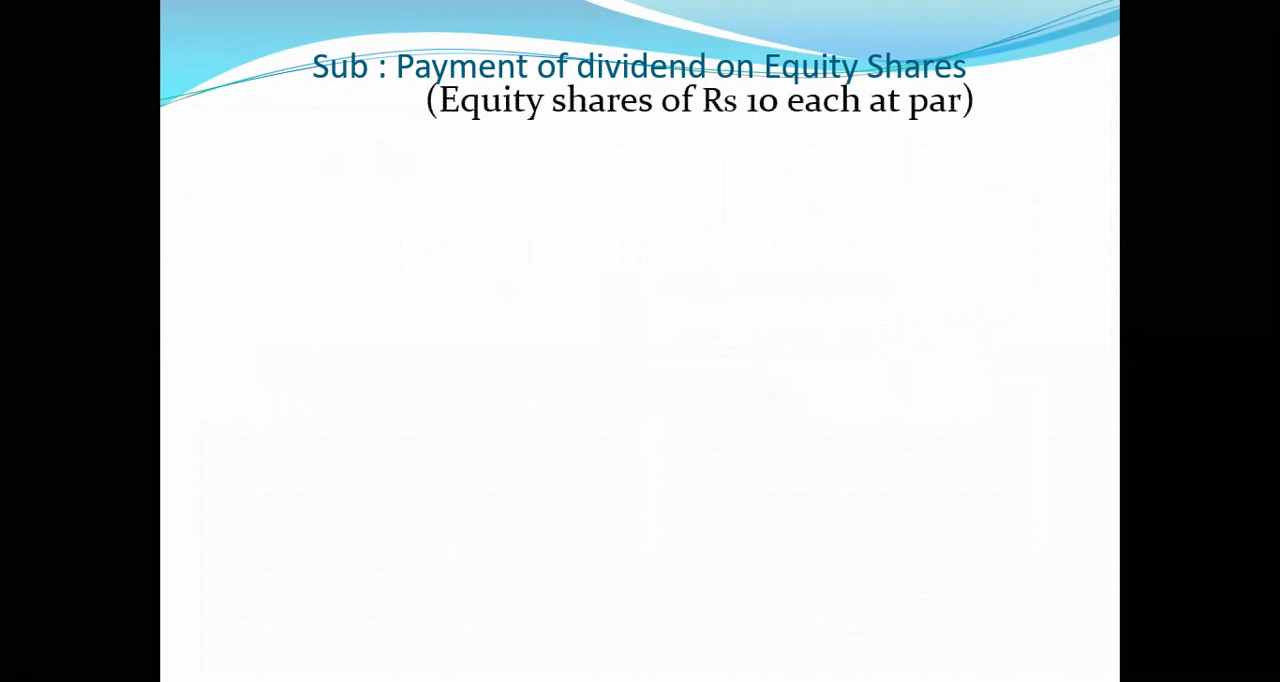 Sub : Payment of dividend on Equity Shares
(Equity shares of Rs 10 each at par)